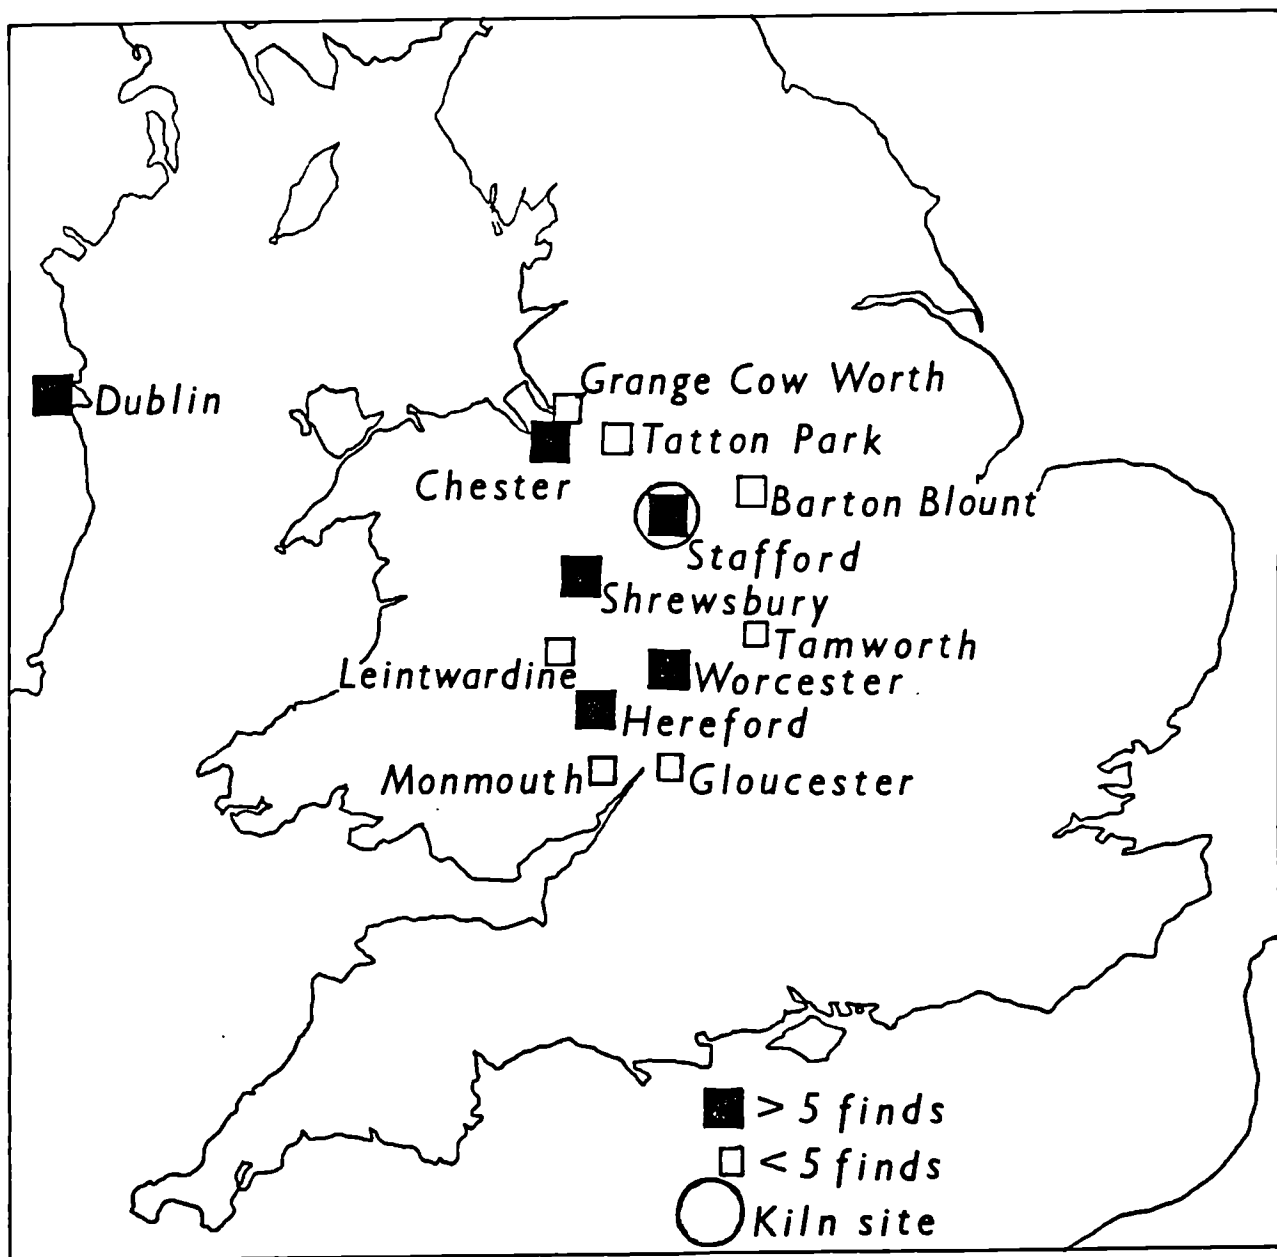 Grange Cow Worth
Dublin
Tatton Park
Chester
Barton Blount
Stafford
Shrewsbury
Tamworth
Leintwardine
Worcester
Hereford
Monmouth
Gloucester
> 5 finds
< 5 finds
Kiln site